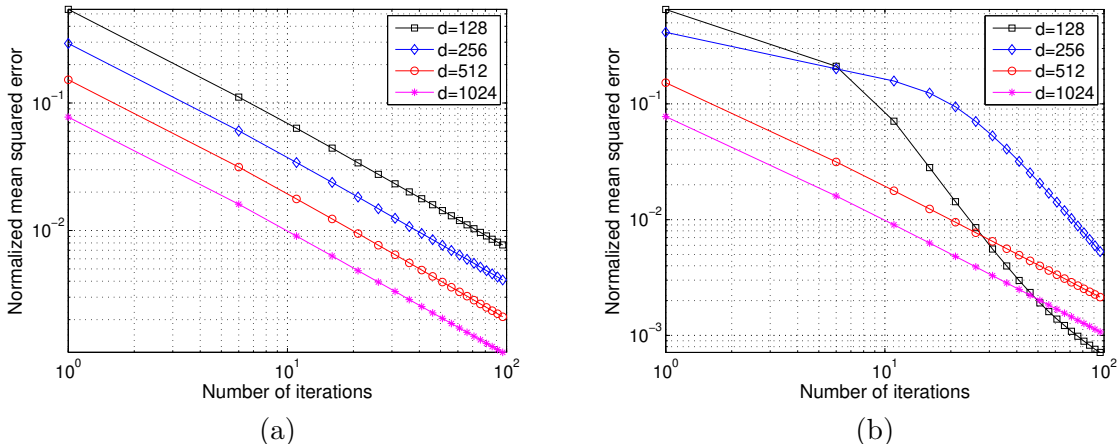 Normalized mean squared error
10^-1
10^-2
10^0
10^1
10^2
Number of iterations
d=128
d=256
d=512
d=1024
(a)
Normalized mean squared error
10^-1
10^-2
10^-3
10^0
10^1
10^2
Number of iterations
d=128
d=256
d=512
d=1024
(b)